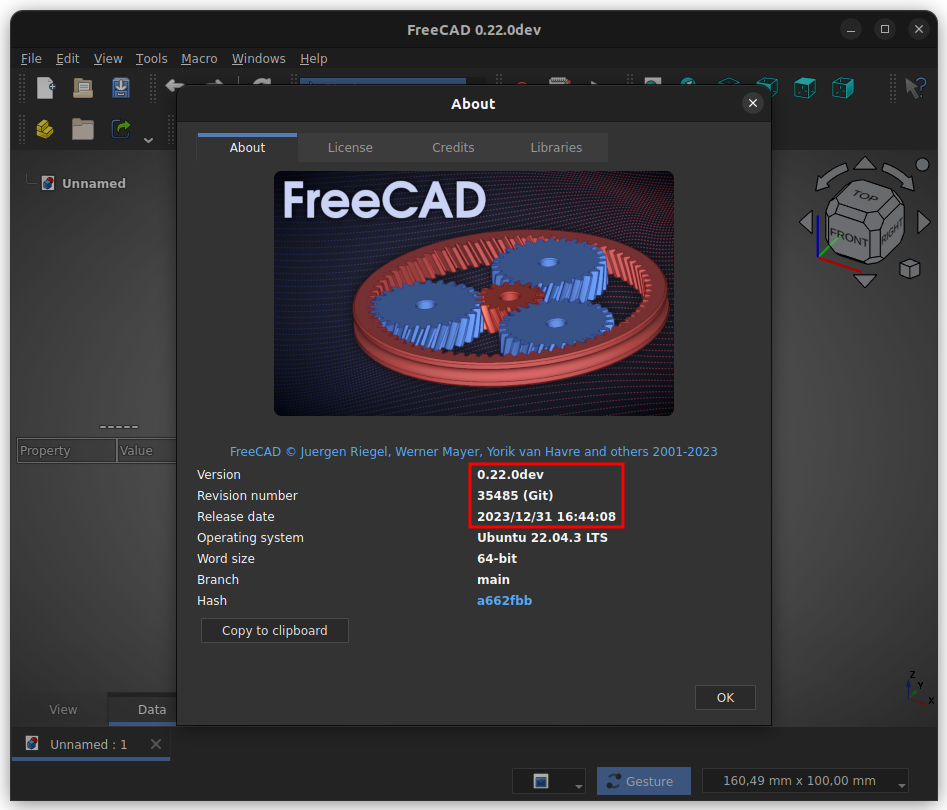 FreeCAD 0.22.0dev
File Edit View Tools Macro Windows Help
About
About License Credits Libraries
Unnamed
FreeCAD
TOP
FRONT RIGHT
Property Value
FreeCAD © Juergen Riegel, Werner Mayer, Yorik van Havre and others 2001-2023
Version 0.22.0dev
Revision number 35485 (Git)
Release date 2023/12/31 16:44:08
Operating system Ubuntu 22.04.3 LTS
Word size 64-bit
Branch main
Hash a662fbb
Copy to clipboard
OK
Z
Y
X
View Data
Unnamed : 1
Gesture 160,49 mm x 100,00 mm